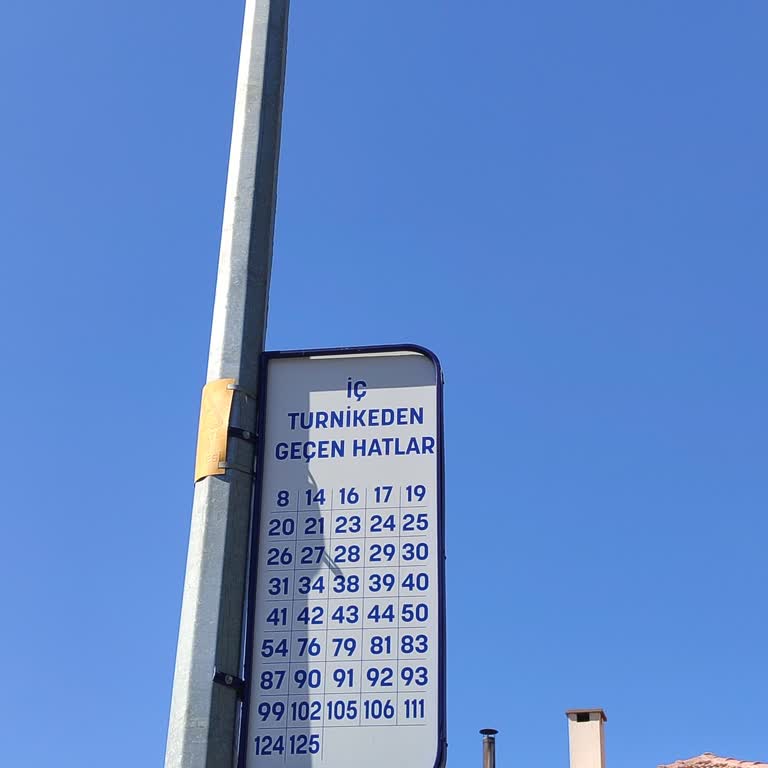 İÇ
TURNİKEDEN
GEÇEN HATLAR
8 14 16 17 19
20 21 23 24 25
26 27 28 29 30
31 34 38 39 40
41 42 43 44 50
54 76 79 81 83
87 90 91 92 93
99 102 105 106 111
124 125